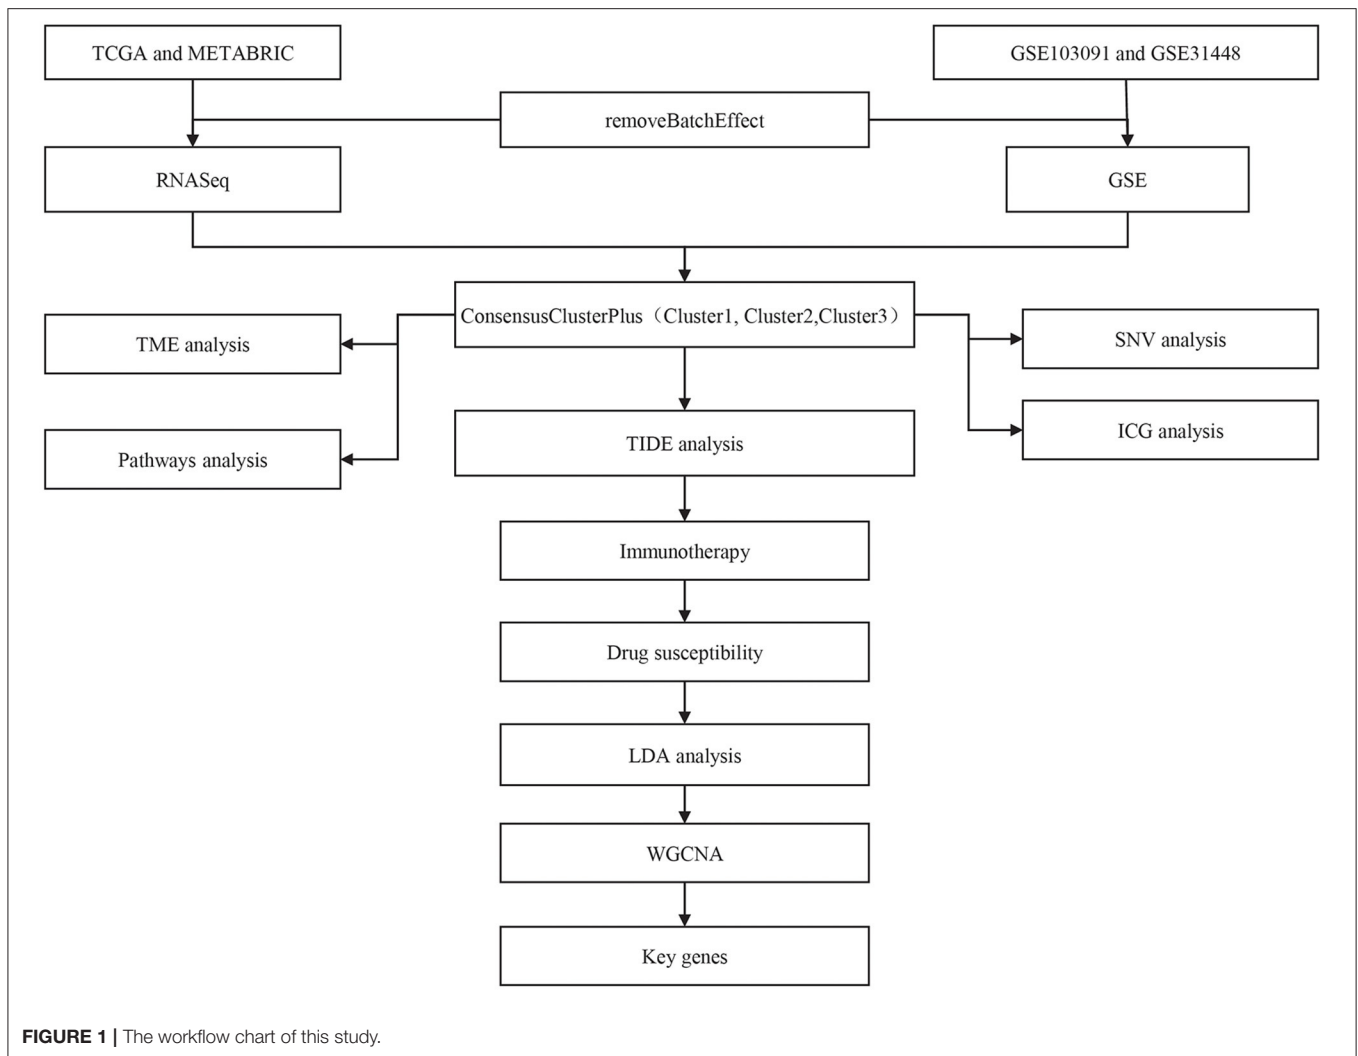 TCGA and METABRIC
GSE103091 and GSE31448
removeBatchEffect
RNASeq
GSE
ConsensusClusterPlus（Cluster1, Cluster2,Cluster3）
TME analysis
SNV analysis
Pathways analysis
TIDE analysis
ICG analysis
Immunotherapy
Drug susceptibility
LDA analysis
WGCNA
Key genes
FIGURE 1 | The workflow chart of this study.